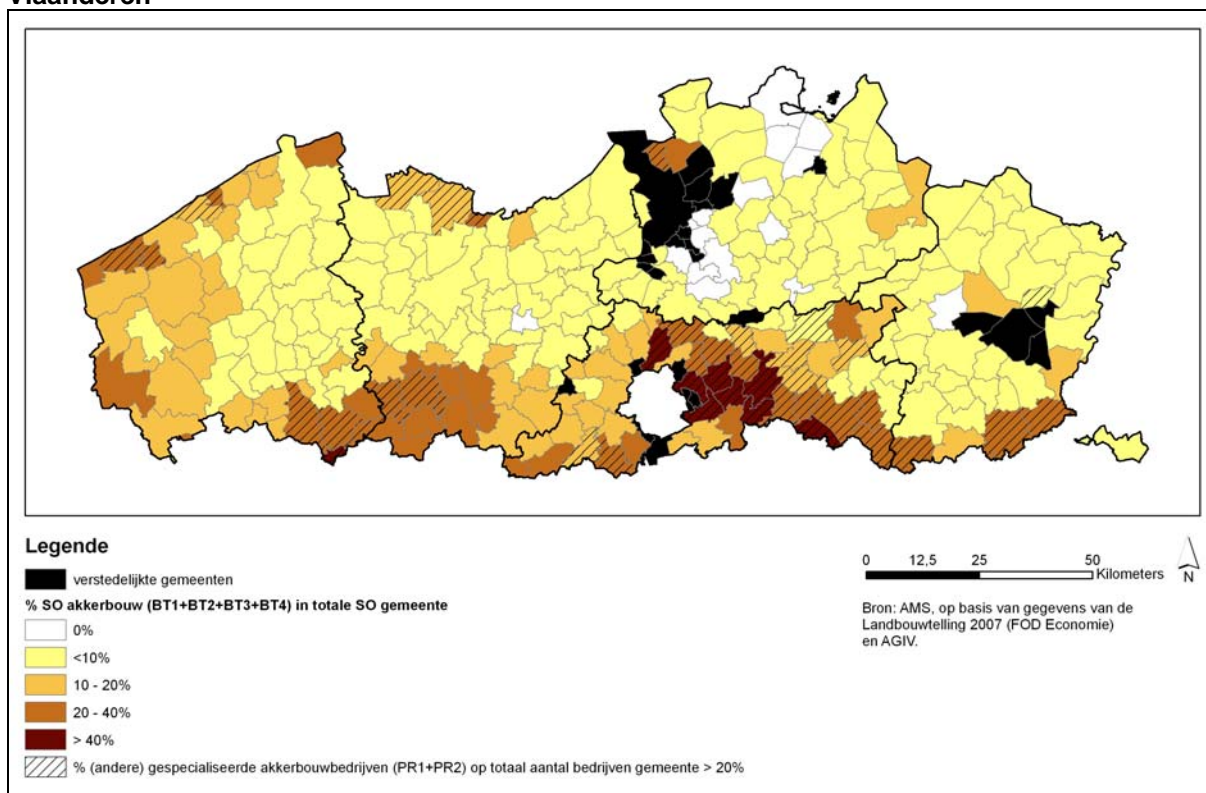 Vlaanderen
Legende
verstedelijkte gemeenten
% SO akkerbouw (BT1+BT2+BT3+BT4) in totale SO gemeente
0%
<10%
10 - 20%
20 - 40%
> 40%
% (andere) gespecialiseerde akkerbouwbedrijven (PR1+PR2) op totaal aantal bedrijven gemeente > 20%
0 12,5 25 50
Kilometers
N
Bron: AMS, op basis van gegevens van de
Landbouwtelling 2007 (FOD Economie)
en AGIV.